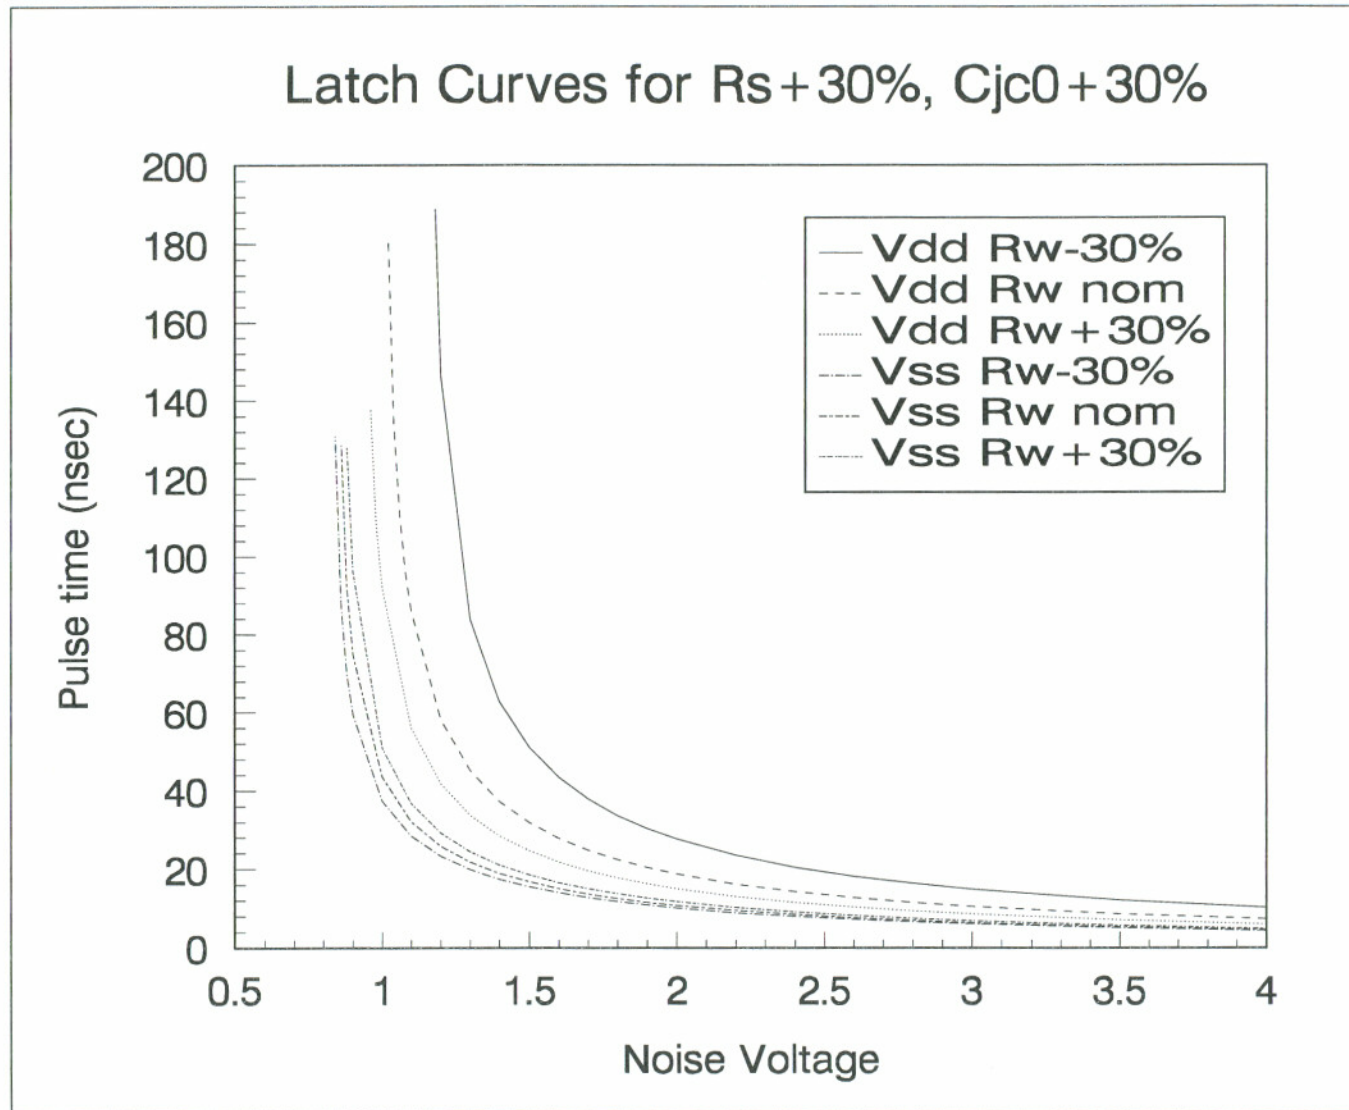 Latch Curves for Rs+30%, Cjc0+30%
200
180
160
140
120
100
80
60
40
20
0
Pulse time (nsec)
Vdd Rw-30%
Vdd Rw nom
Vdd Rw+30%
Vss Rw-30%
Vss Rw nom
Vss Rw+30%
0.5 1 1.5 2 2.5 3 3.5 4
Noise Voltage